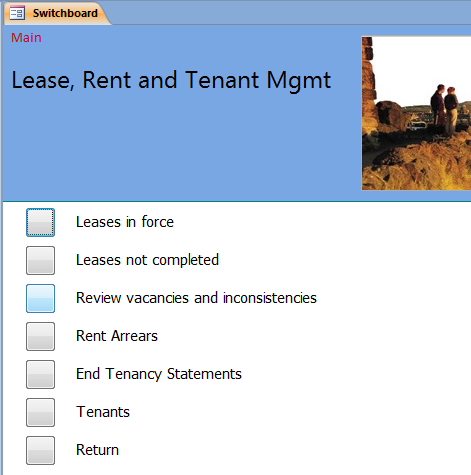 Switchboard
Main
Lease, Rent and Tenant Mgmt
Leases in force
Leases not completed
Review vacancies and inconsistencies
Rent Arrears
End Tenancy Statements
Tenants
Return